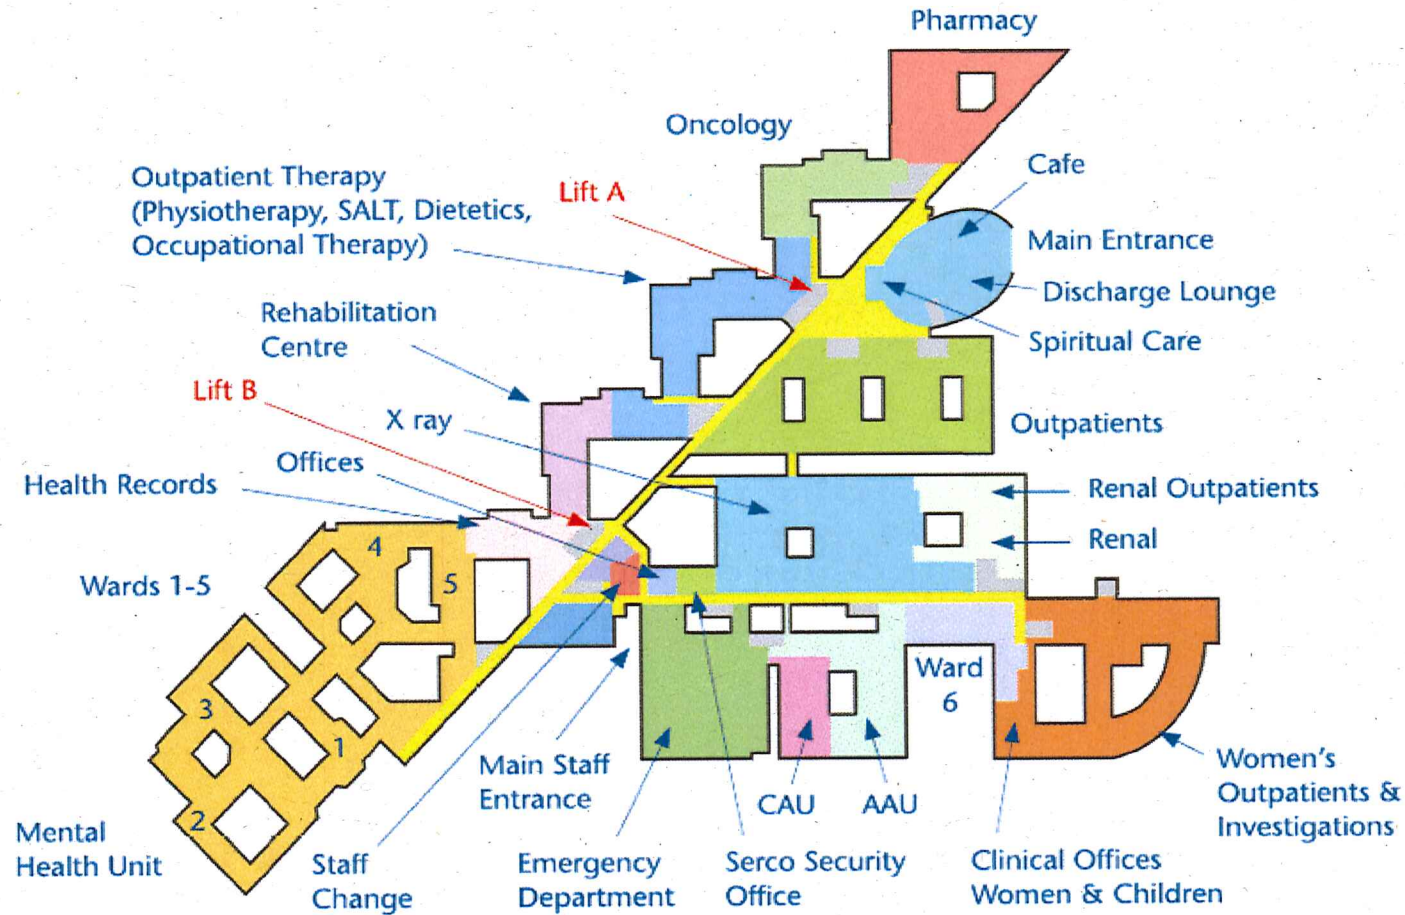 Pharmacy
Oncology
Cafe
Outpatient Therapy
(Physiotherapy, SALT, Dietetics,
Occupational Therapy)
Lift A
Main Entrance
Discharge Lounge
Rehabilitation
Centre
Spiritual Care
Lift B
X ray
Outpatients
Offices
Health Records
Renal Outpatients
Renal
4
5
Wards 1-5
3
1
2
Ward
6
Main Staff
Entrance
CAU
AAU
Women's
Outpatients &
Investigations
Mental
Health Unit
Staff
Change
Emergency
Department
Serco Security
Office
Clinical Offices
Women & Children